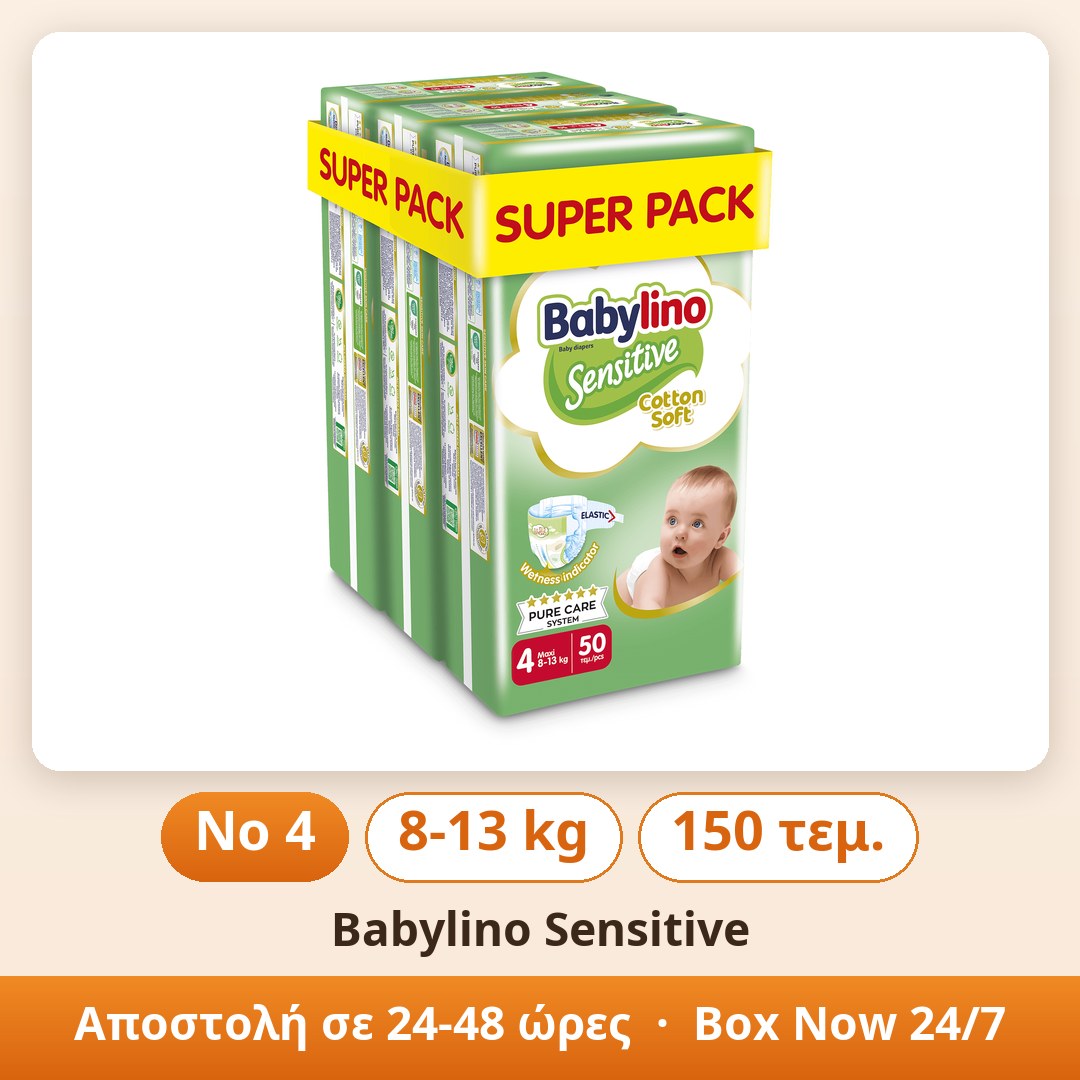 SUPER PACK
SUPER PACK
Babylino
Baby diapers
Sensitive
Cotton
Soft
ELASTIC
Wetness indicator
PURE CARE
SYSTEM
4 Maxi 8-13 kg 50 τεμ./pcs
No 4
8-13 kg
150 τεμ.
Babylino Sensitive
Αποστολή σε 24-48 ώρες · Box Now 24/7